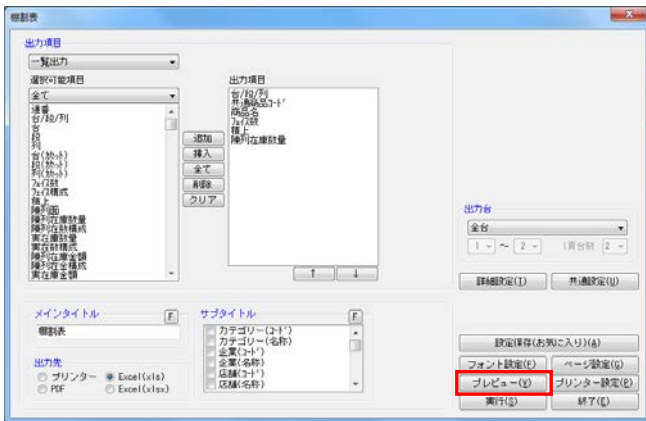 棚割表
出力項目
一覧出力
選択可能項目
全て
連番
台/段/列
台
段
列
台(カセット)
段(カセット)
列(カセット)
フェイス数
フェイス構成
積上
陳列面
陳列在庫数量
陳列在数構成
実在庫数量
実在数構成
陳列在庫金額
陳列在金構成
実在庫金額
追加
挿入
全て
削除
クリア
出力項目
台/段/列
共通商品コード
商品名
フェイス数
積上
陳列在庫数量
↑ ↓
出力台
全台
1 ~ 2 1頁台数 2
詳細設定(I) 共通設定(U)
メインタイトル F
棚割表
出力先
プリンター Excel(xls)
PDF Excel(xlsx)
サブタイトル F
カテゴリー(コード)
カテゴリー(名称)
企業(コード)
企業(名称)
店舗(コード)
店舗(名称)
設定保存(お気に入り)(A)
フォント設定(F) ページ設定(G)
プレビュー(V) プリンター設定(P)
実行(S) 終了(E)